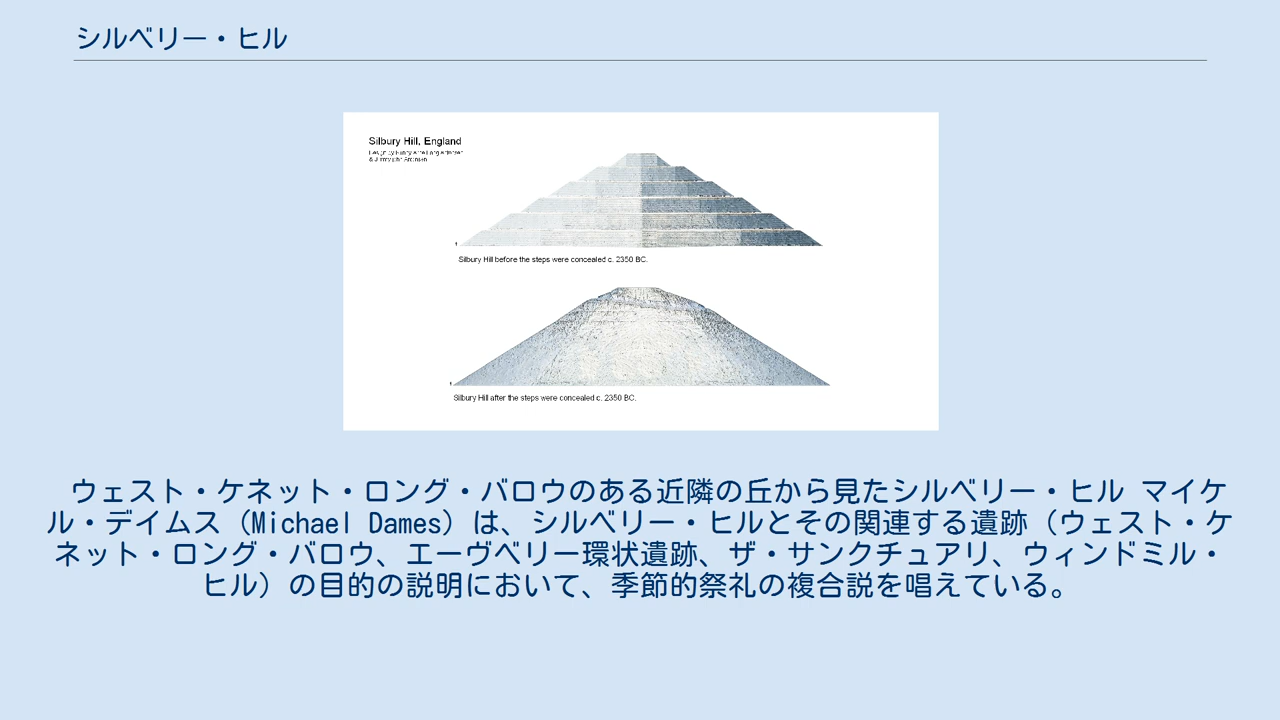 シルベリー・ヒル
Silbury Hill, England
Silbury Hill before the steps were concealed c. 2350 BC.
Silbury Hill after the steps were concealed c. 2350 BC.
ウェスト・ケネット・ロング・バロウのある近隣の丘から見たシルベリー・ヒル マイケ
ル・デイムス（Michael Dames）は、シルベリー・ヒルとその関連する遺跡（ウェスト・ケ
ネット・ロング・バロウ、エーヴベリー環状遺跡、ザ・サンクチュアリ、ウィンドミル・
ヒル）の目的の説明において、季節的祭礼の複合説を唱えている。